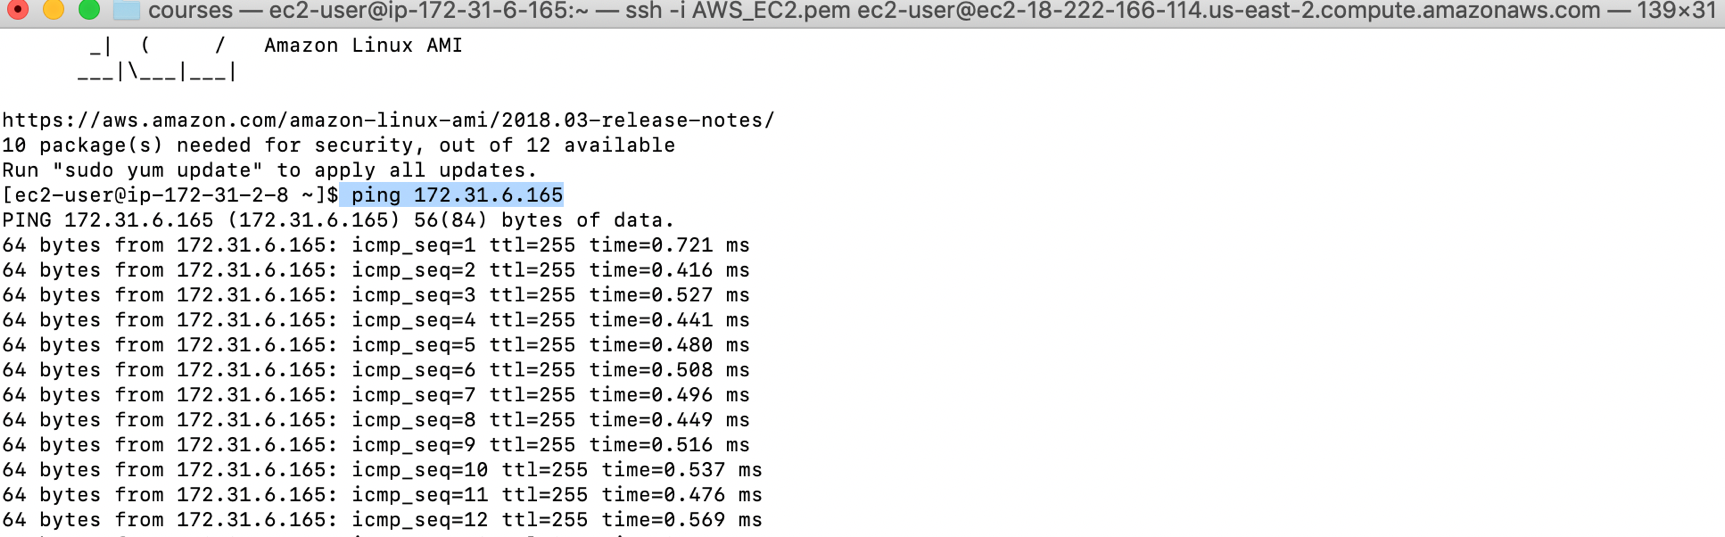 courses — ec2-user@ip-172-31-6-165:~ — ssh -i AWS_EC2.pem ec2-user@ec2-18-222-166-114.us-east-2.compute.amazonaws.com — 139×31
_|  (     /   Amazon Linux AMI
___|\___|___|
https://aws.amazon.com/amazon-linux-ami/2018.03-release-notes/
10 package(s) needed for security, out of 12 available
Run "sudo yum update" to apply all updates.
[ec2-user@ip-172-31-2-8 ~]$ ping 172.31.6.165
PING 172.31.6.165 (172.31.6.165) 56(84) bytes of data.
64 bytes from 172.31.6.165: icmp_seq=1 ttl=255 time=0.721 ms
64 bytes from 172.31.6.165: icmp_seq=2 ttl=255 time=0.416 ms
64 bytes from 172.31.6.165: icmp_seq=3 ttl=255 time=0.527 ms
64 bytes from 172.31.6.165: icmp_seq=4 ttl=255 time=0.441 ms
64 bytes from 172.31.6.165: icmp_seq=5 ttl=255 time=0.480 ms
64 bytes from 172.31.6.165: icmp_seq=6 ttl=255 time=0.508 ms
64 bytes from 172.31.6.165: icmp_seq=7 ttl=255 time=0.496 ms
64 bytes from 172.31.6.165: icmp_seq=8 ttl=255 time=0.449 ms
64 bytes from 172.31.6.165: icmp_seq=9 ttl=255 time=0.516 ms
64 bytes from 172.31.6.165: icmp_seq=10 ttl=255 time=0.537 ms
64 bytes from 172.31.6.165: icmp_seq=11 ttl=255 time=0.476 ms
64 bytes from 172.31.6.165: icmp_seq=12 ttl=255 time=0.569 ms